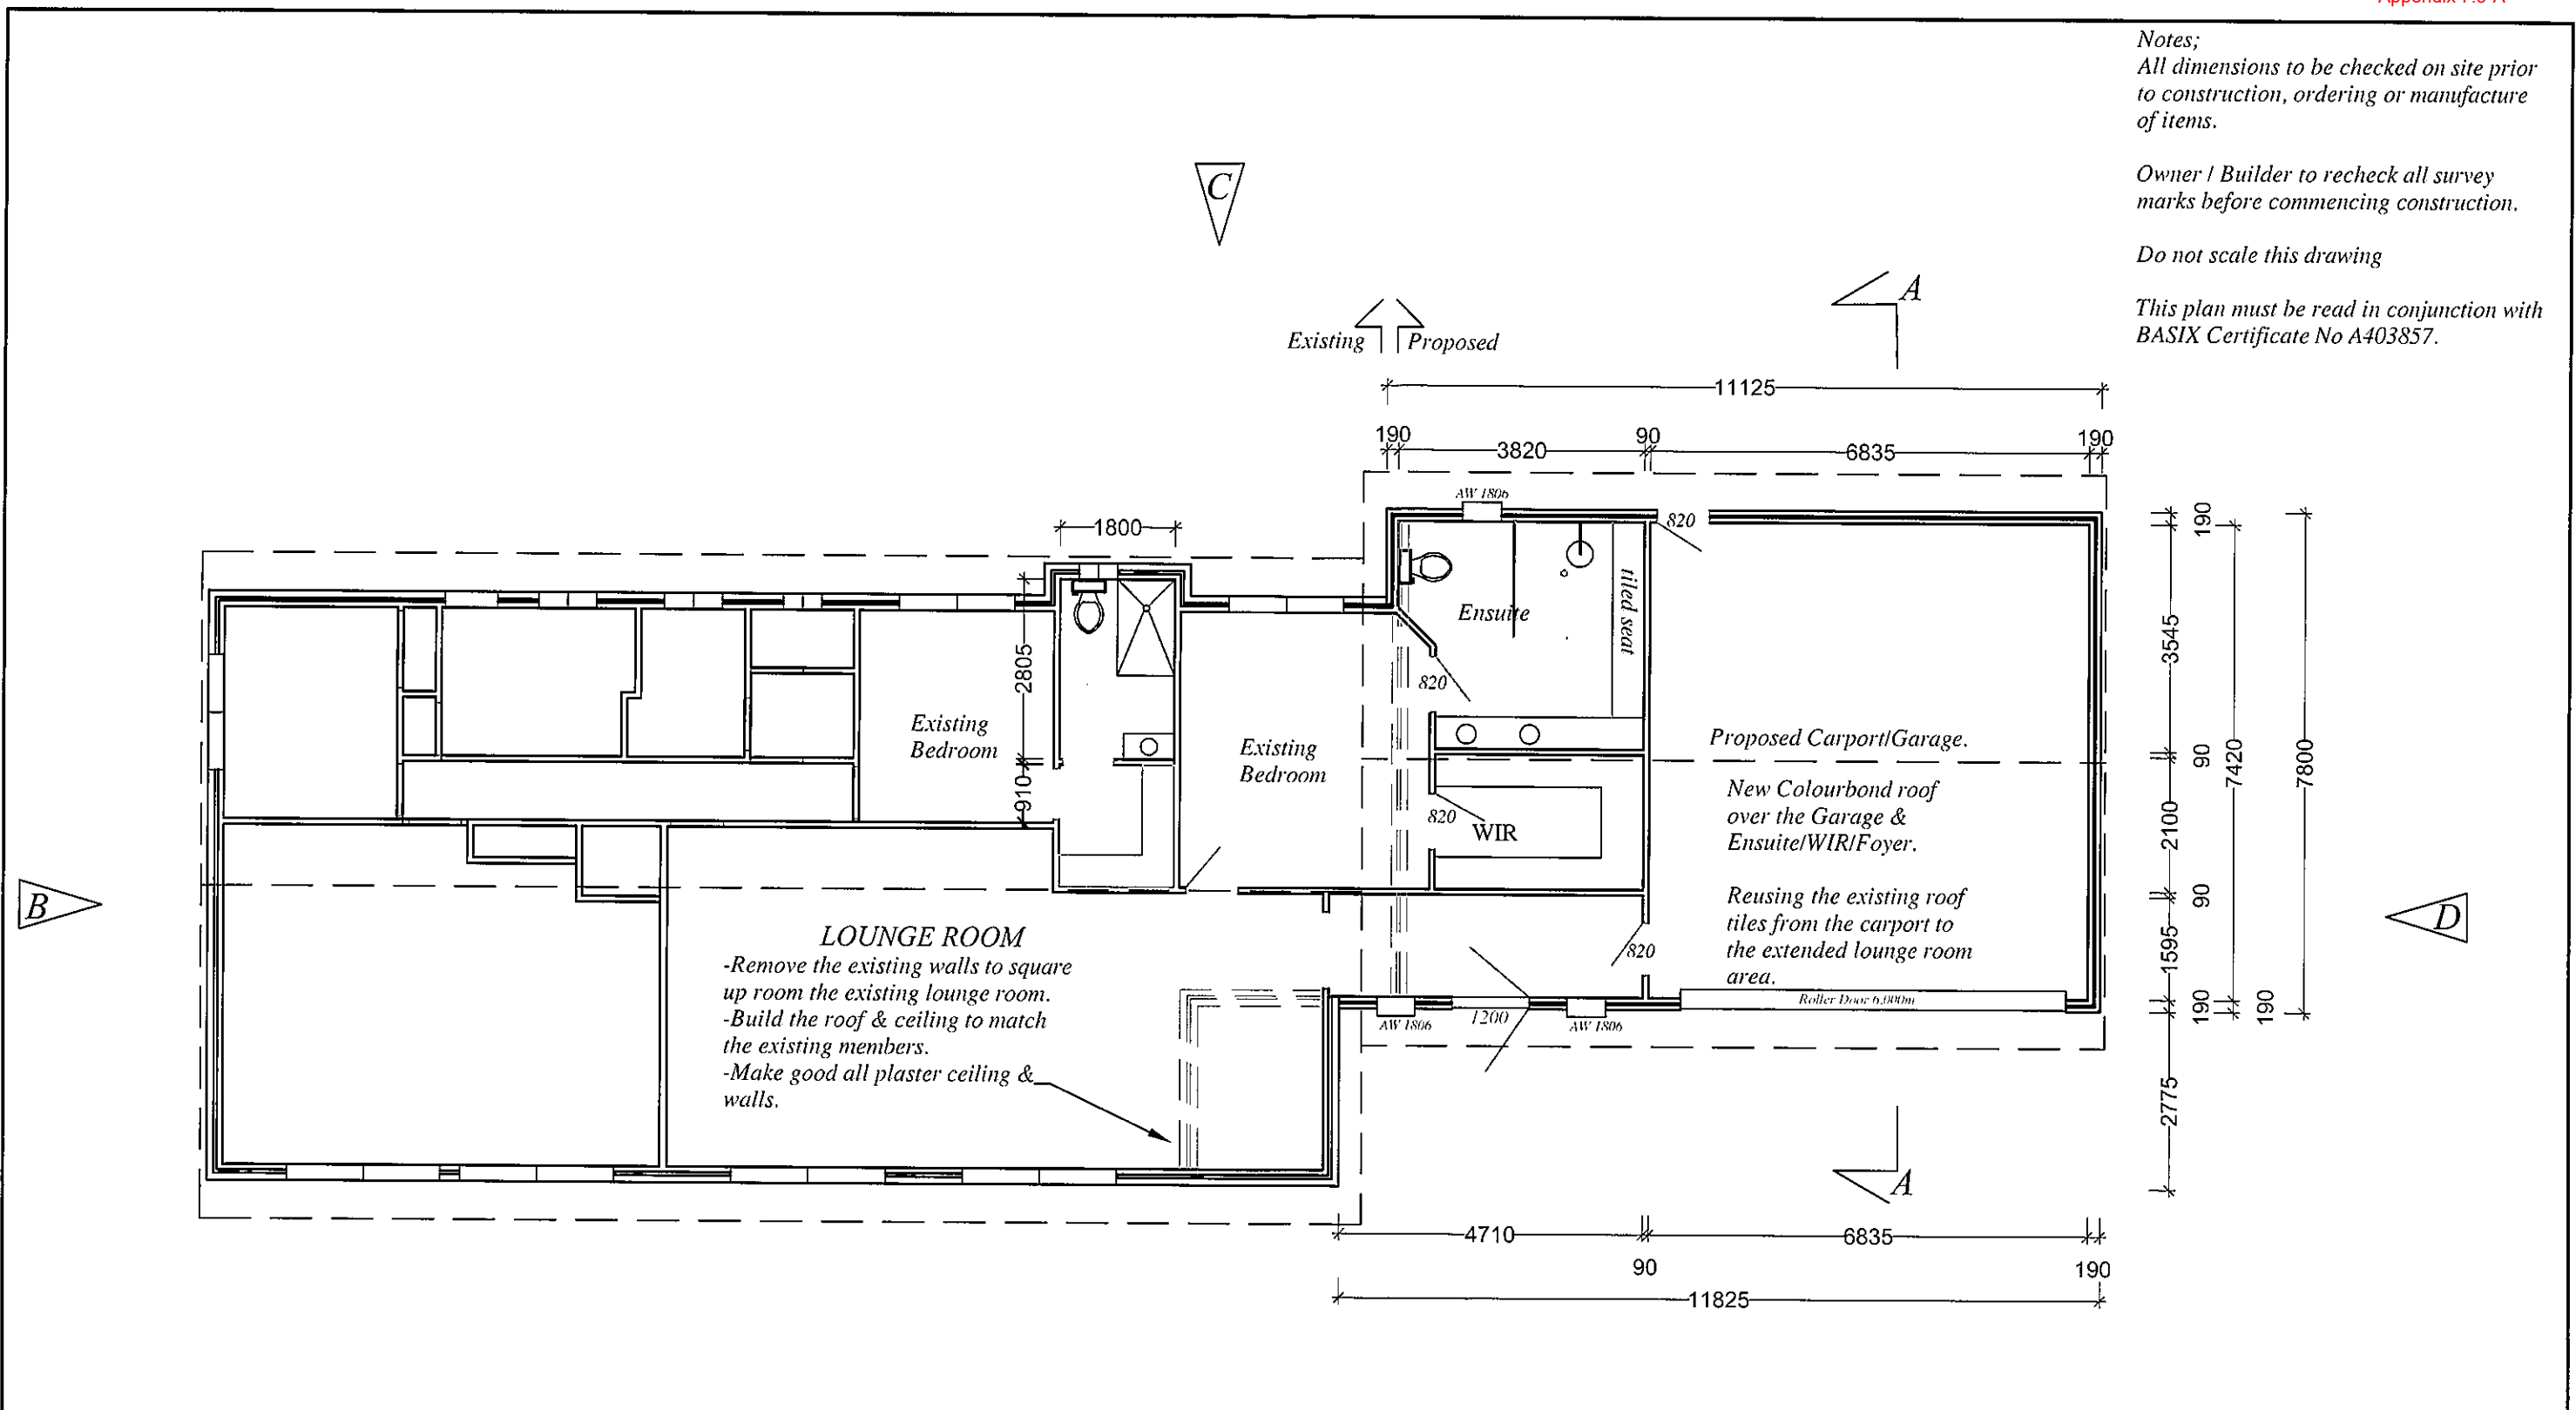 Notes;
All dimensions to be checked on site prior
to construction, ordering or manufacture
of items.
Owner / Builder to recheck all survey
marks before commencing construction.
Do not scale this drawing
This plan must be read in conjunction with
BASIX Certificate No A403857.
C
A
Existing
Proposed
11125
190
3820
90
6835
190
AW 1806
820
1800
190
tiled seat
Ensuite
3545
2805
820
Existing
Bedroom
Existing
Bedroom
Proposed Carport/Garage.
90
7420
7800
910
New Colourbond roof
over the Garage &
Ensuite/WIR/Foyer.
820
WIR
2100
Reusing the existing roof
tiles from the carport to
the extended lounge room
area.
90
B
D
LOUNGE ROOM
-Remove the existing walls to square
up room the existing lounge room.
-Build the roof & ceiling to match
the existing members.
-Make good all plaster ceiling &
walls.
820
1595
Roller Door 6,000m
190
190
AW 1806
1200
AW 1806
2775
A
4710
6835
90
190
11825